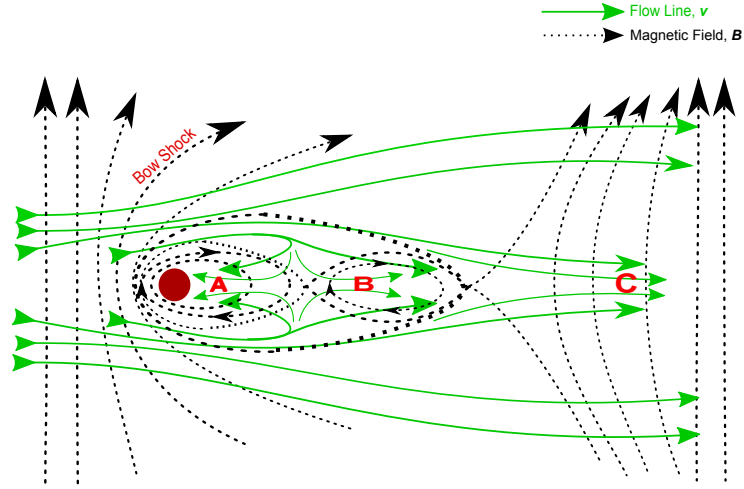 Flow Line, v
Magnetic Field, B
Bow Shock
A
B
C